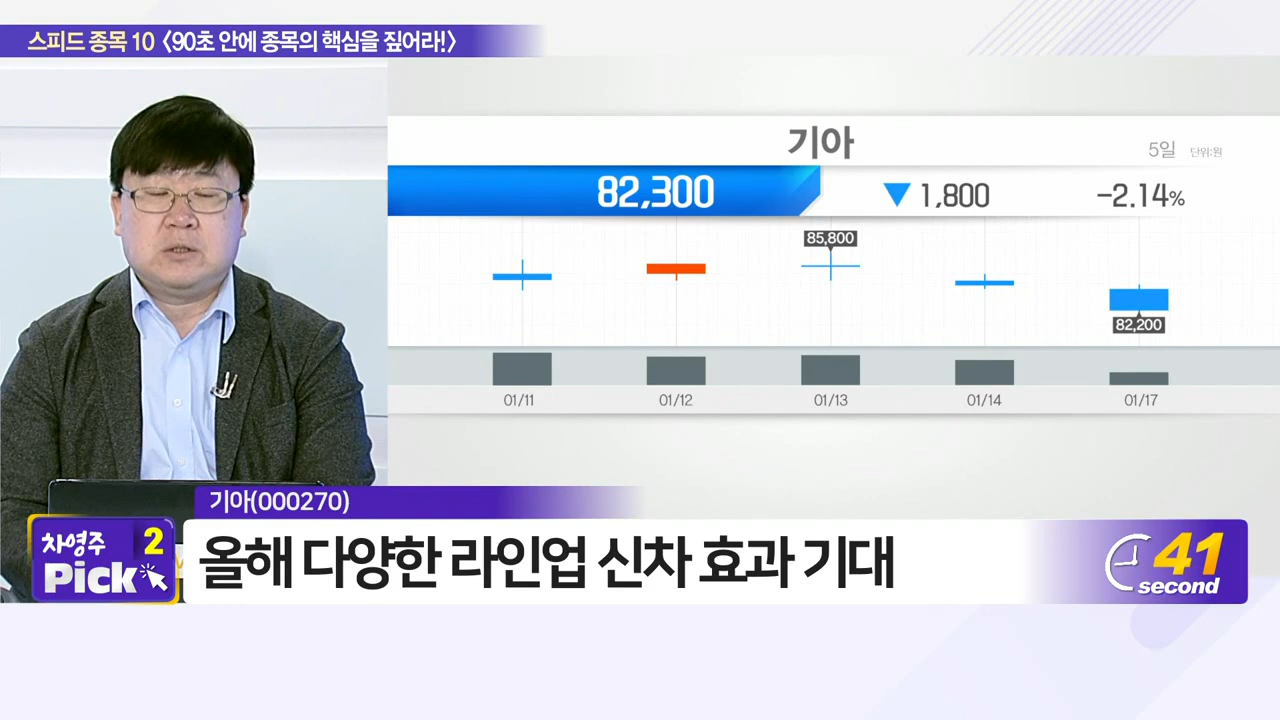 스피드 종목 10 〈90초 안에 종목의 핵심을 짚어라!〉
기아
5일 단위:원
82,300 ▼ 1,800 -2.14%
85,800
82,200
01/11 01/12 01/13 01/14 01/17
기아(000270)
차영주 2
Pick
올해 다양한 라인업 신차 효과 기대
41
second